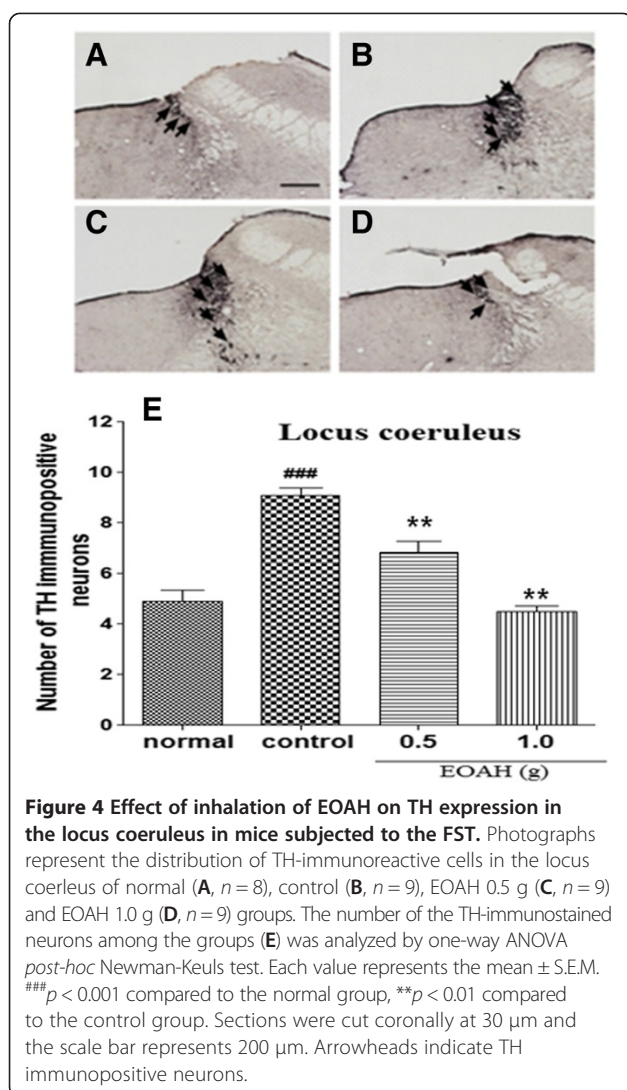 A
B
C
D
E
Locus coeruleus
Number of TH immmunopositive
neurons
12
10
8
6
4
2
0
###
**
**
normal control 0.5 1.0
EOAH (g)
Figure 4 Effect of inhalation of EOAH on TH expression in
the locus coeruleus in mice subjected to the FST. Photographs
represent the distribution of TH-immunoreactive cells in the locus
coerleus of normal (A, n = 8), control (B, n = 9), EOAH 0.5 g (C, n = 9)
and EOAH 1.0 g (D, n = 9) groups. The number of the TH-immunostained
neurons among the groups (E) was analyzed by one-way ANOVA
post-hoc Newman-Keuls test. Each value represents the mean ± S.E.M.
###p < 0.001 compared to the normal group, **p < 0.01 compared
to the control group. Sections were cut coronally at 30 μm and
the scale bar represents 200 μm. Arrowheads indicate TH
immunopositive neurons.